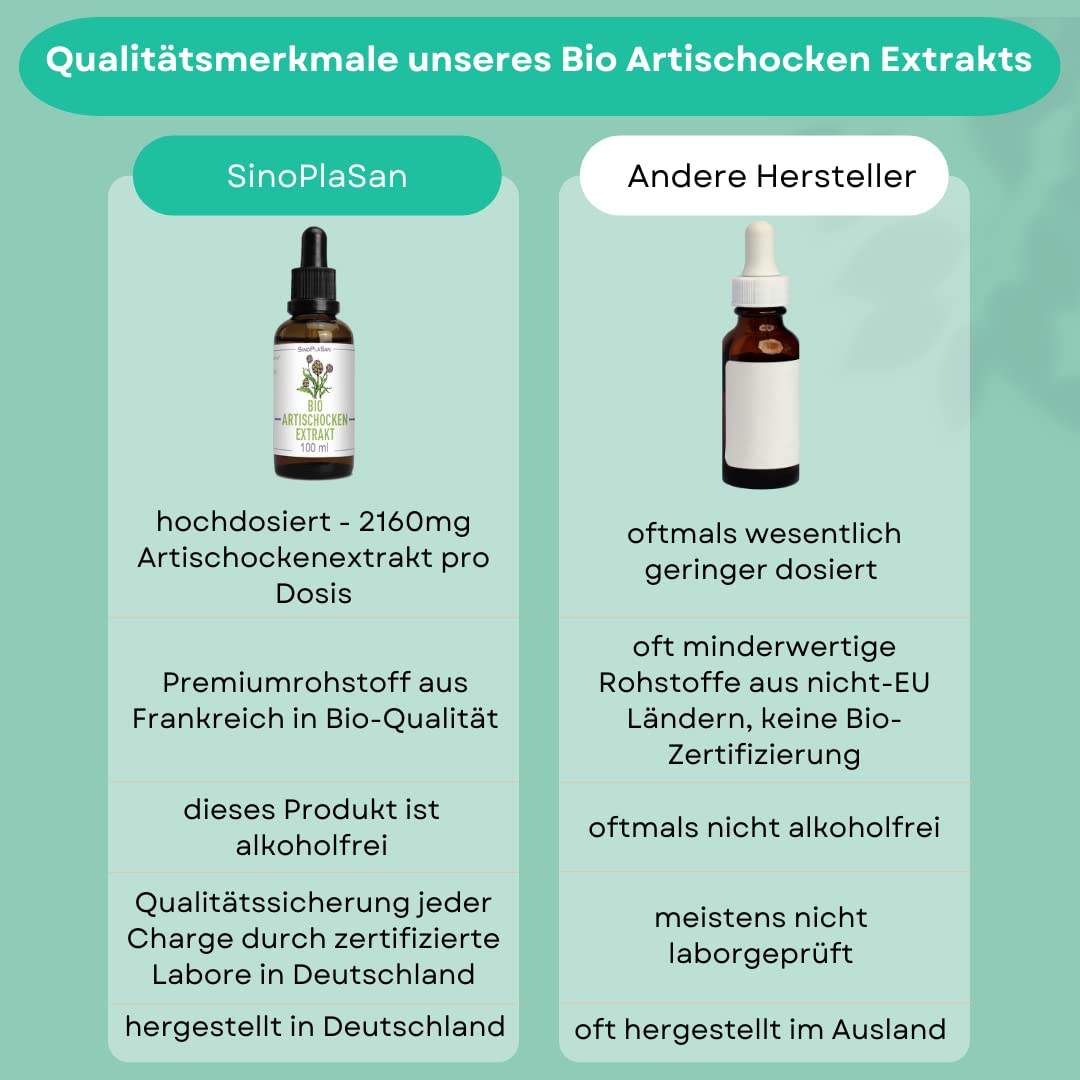 Qualitätsmerkmale unseres Bio Artischocken Extrakts
SinoPlaSan
SINOPLASAN
BIO
ARTISCHOCKEN
EXTRAKT
100 ml
hochdosiert - 2160mg
Artischockenextrakt pro
Dosis
Premiumrohstoff aus
Frankreich in Bio-Qualität
dieses Produkt ist
alkoholfrei
Qualitätssicherung jeder
Charge durch zertifizierte
Labore in Deutschland
hergestellt in Deutschland
Andere Hersteller
oftmals wesentlich
geringer dosiert
oft minderwertige
Rohstoffe aus nicht-EU
Ländern, keine Bio-
Zertifizierung
oftmals nicht alkoholfrei
meistens nicht
laborgeprüft
oft hergestellt im Ausland